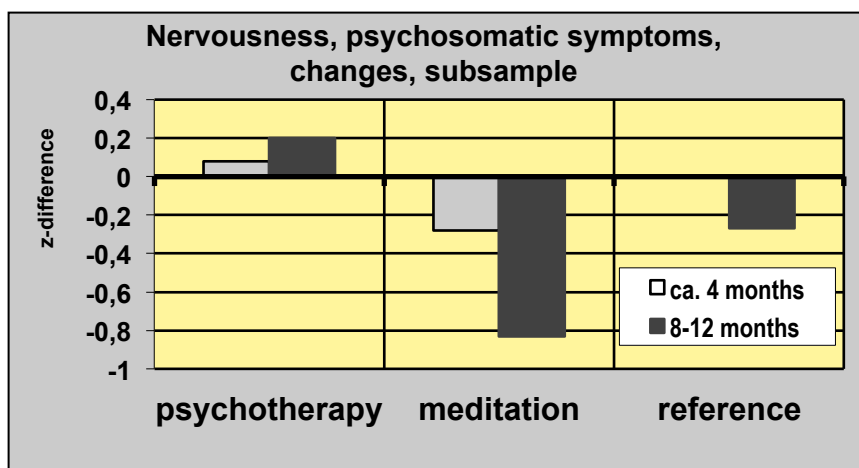 Nervousness, psychosomatic symptoms,
changes, subsample
0,4
0,2
0
-0,2
-0,4
-0,6
-0,8
-1
z-difference
ca. 4 months
8-12 months
psychotherapy meditation reference